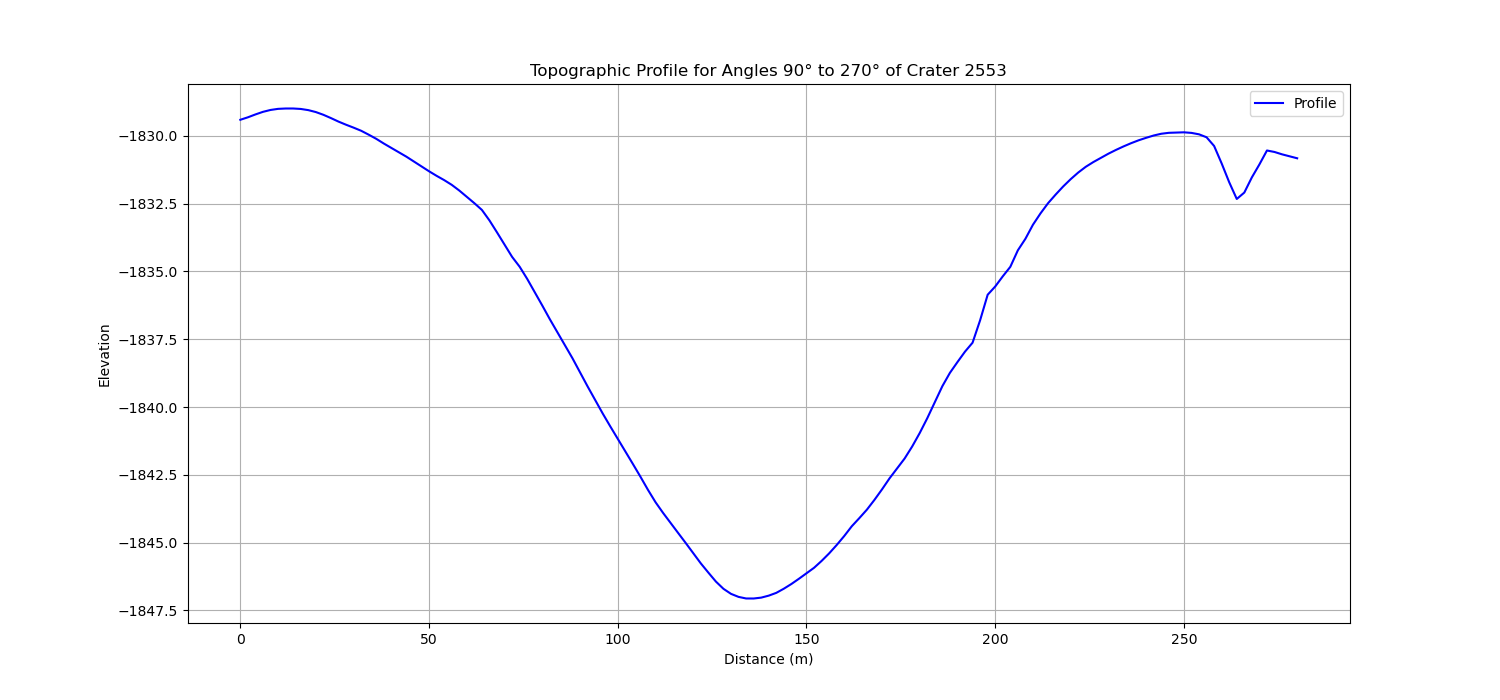 Topographic Profile for Angles 90° to 270° of Crater 2553
Profile
Elevation
−1830.0
−1832.5
−1835.0
−1837.5
−1840.0
−1842.5
−1845.0
−1847.5
0 50 100 150 200 250
Distance (m)